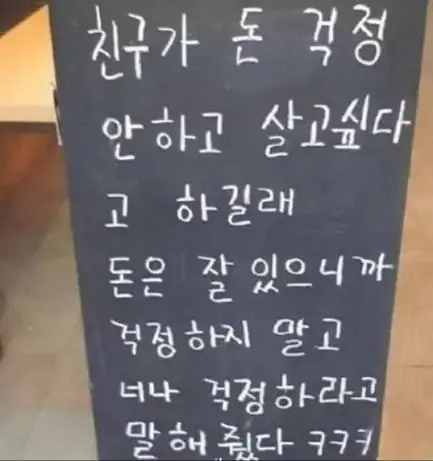 친구가 돈 걱정
안하고 살고싶다
고 하길래
돈은 잘 있으니까
걱정하지 말고
너나 걱정하라고
말해줬다 ㅋㅋㅋ